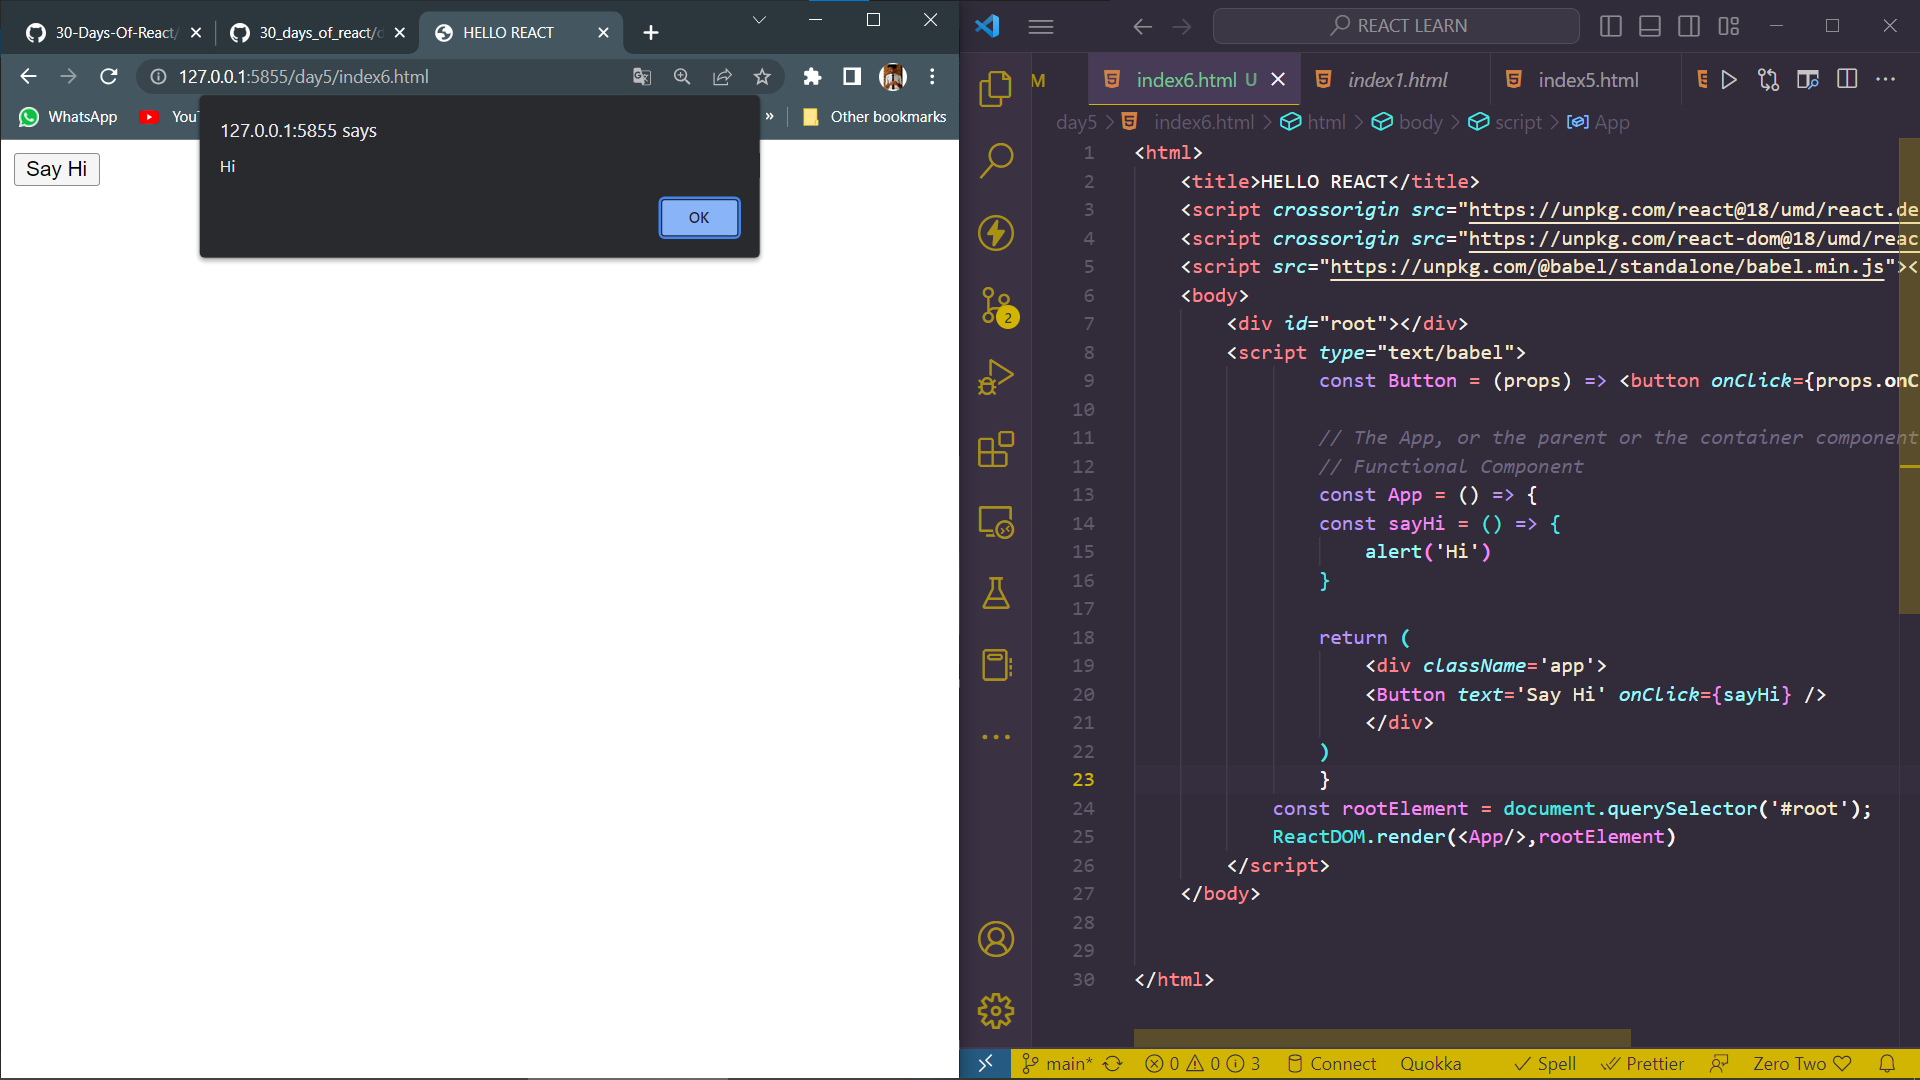 30-Days-Of-React/
30_days_of_react/
HELLO REACT
127.0.0.1:5855/day5/index6.html
WhatsApp
Other bookmarks
127.0.0.1:5855 says
Hi
OK
Say Hi
REACT LEARN
M
index6.html U
index1.html
index5.html
day5 > index6.html > html > body > script > App
1 <html>
2 <title>HELLO REACT</title>
3 <script crossorigin src="https://unpkg.com/react@18/umd/react.de
4 <script crossorigin src="https://unpkg.com/react-dom@18/umd/reac
5 <script src="https://unpkg.com/@babel/standalone/babel.min.js"><
6 <body>
7 <div id="root"></div>
8 <script type="text/babel">
9 const Button = (props) => <button onClick={props.onC
10
11 // The App, or the parent or the container component
12 // Functional Component
13 const App = () => {
14 const sayHi = () => {
15 alert('Hi')
16 }
17
18 return (
19 <div className='app'>
20 <Button text='Say Hi' onClick={sayHi} />
21 </div>
22 )
23 }
24 const rootElement = document.querySelector('#root');
25 ReactDOM.render(<App/>,rootElement)
26 </script>
27 </body>
28
29
30 </html>
2
main* 0 0 3 Connect Quokka Spell Prettier Zero Two